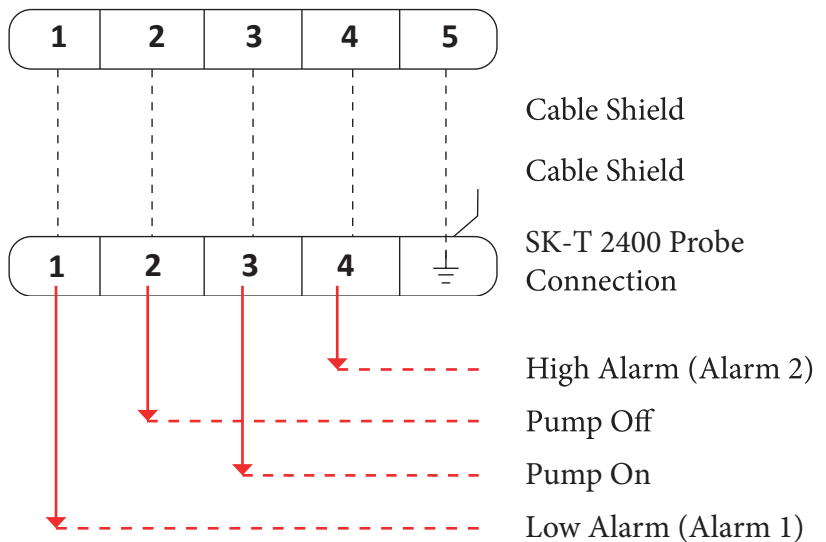 1 2 3 4 5
Cable Shield
Cable Shield
SK-T 2400 Probe
Connection
1 2 3 4
High Alarm (Alarm 2)
Pump Off
Pump On
Low Alarm (Alarm 1)